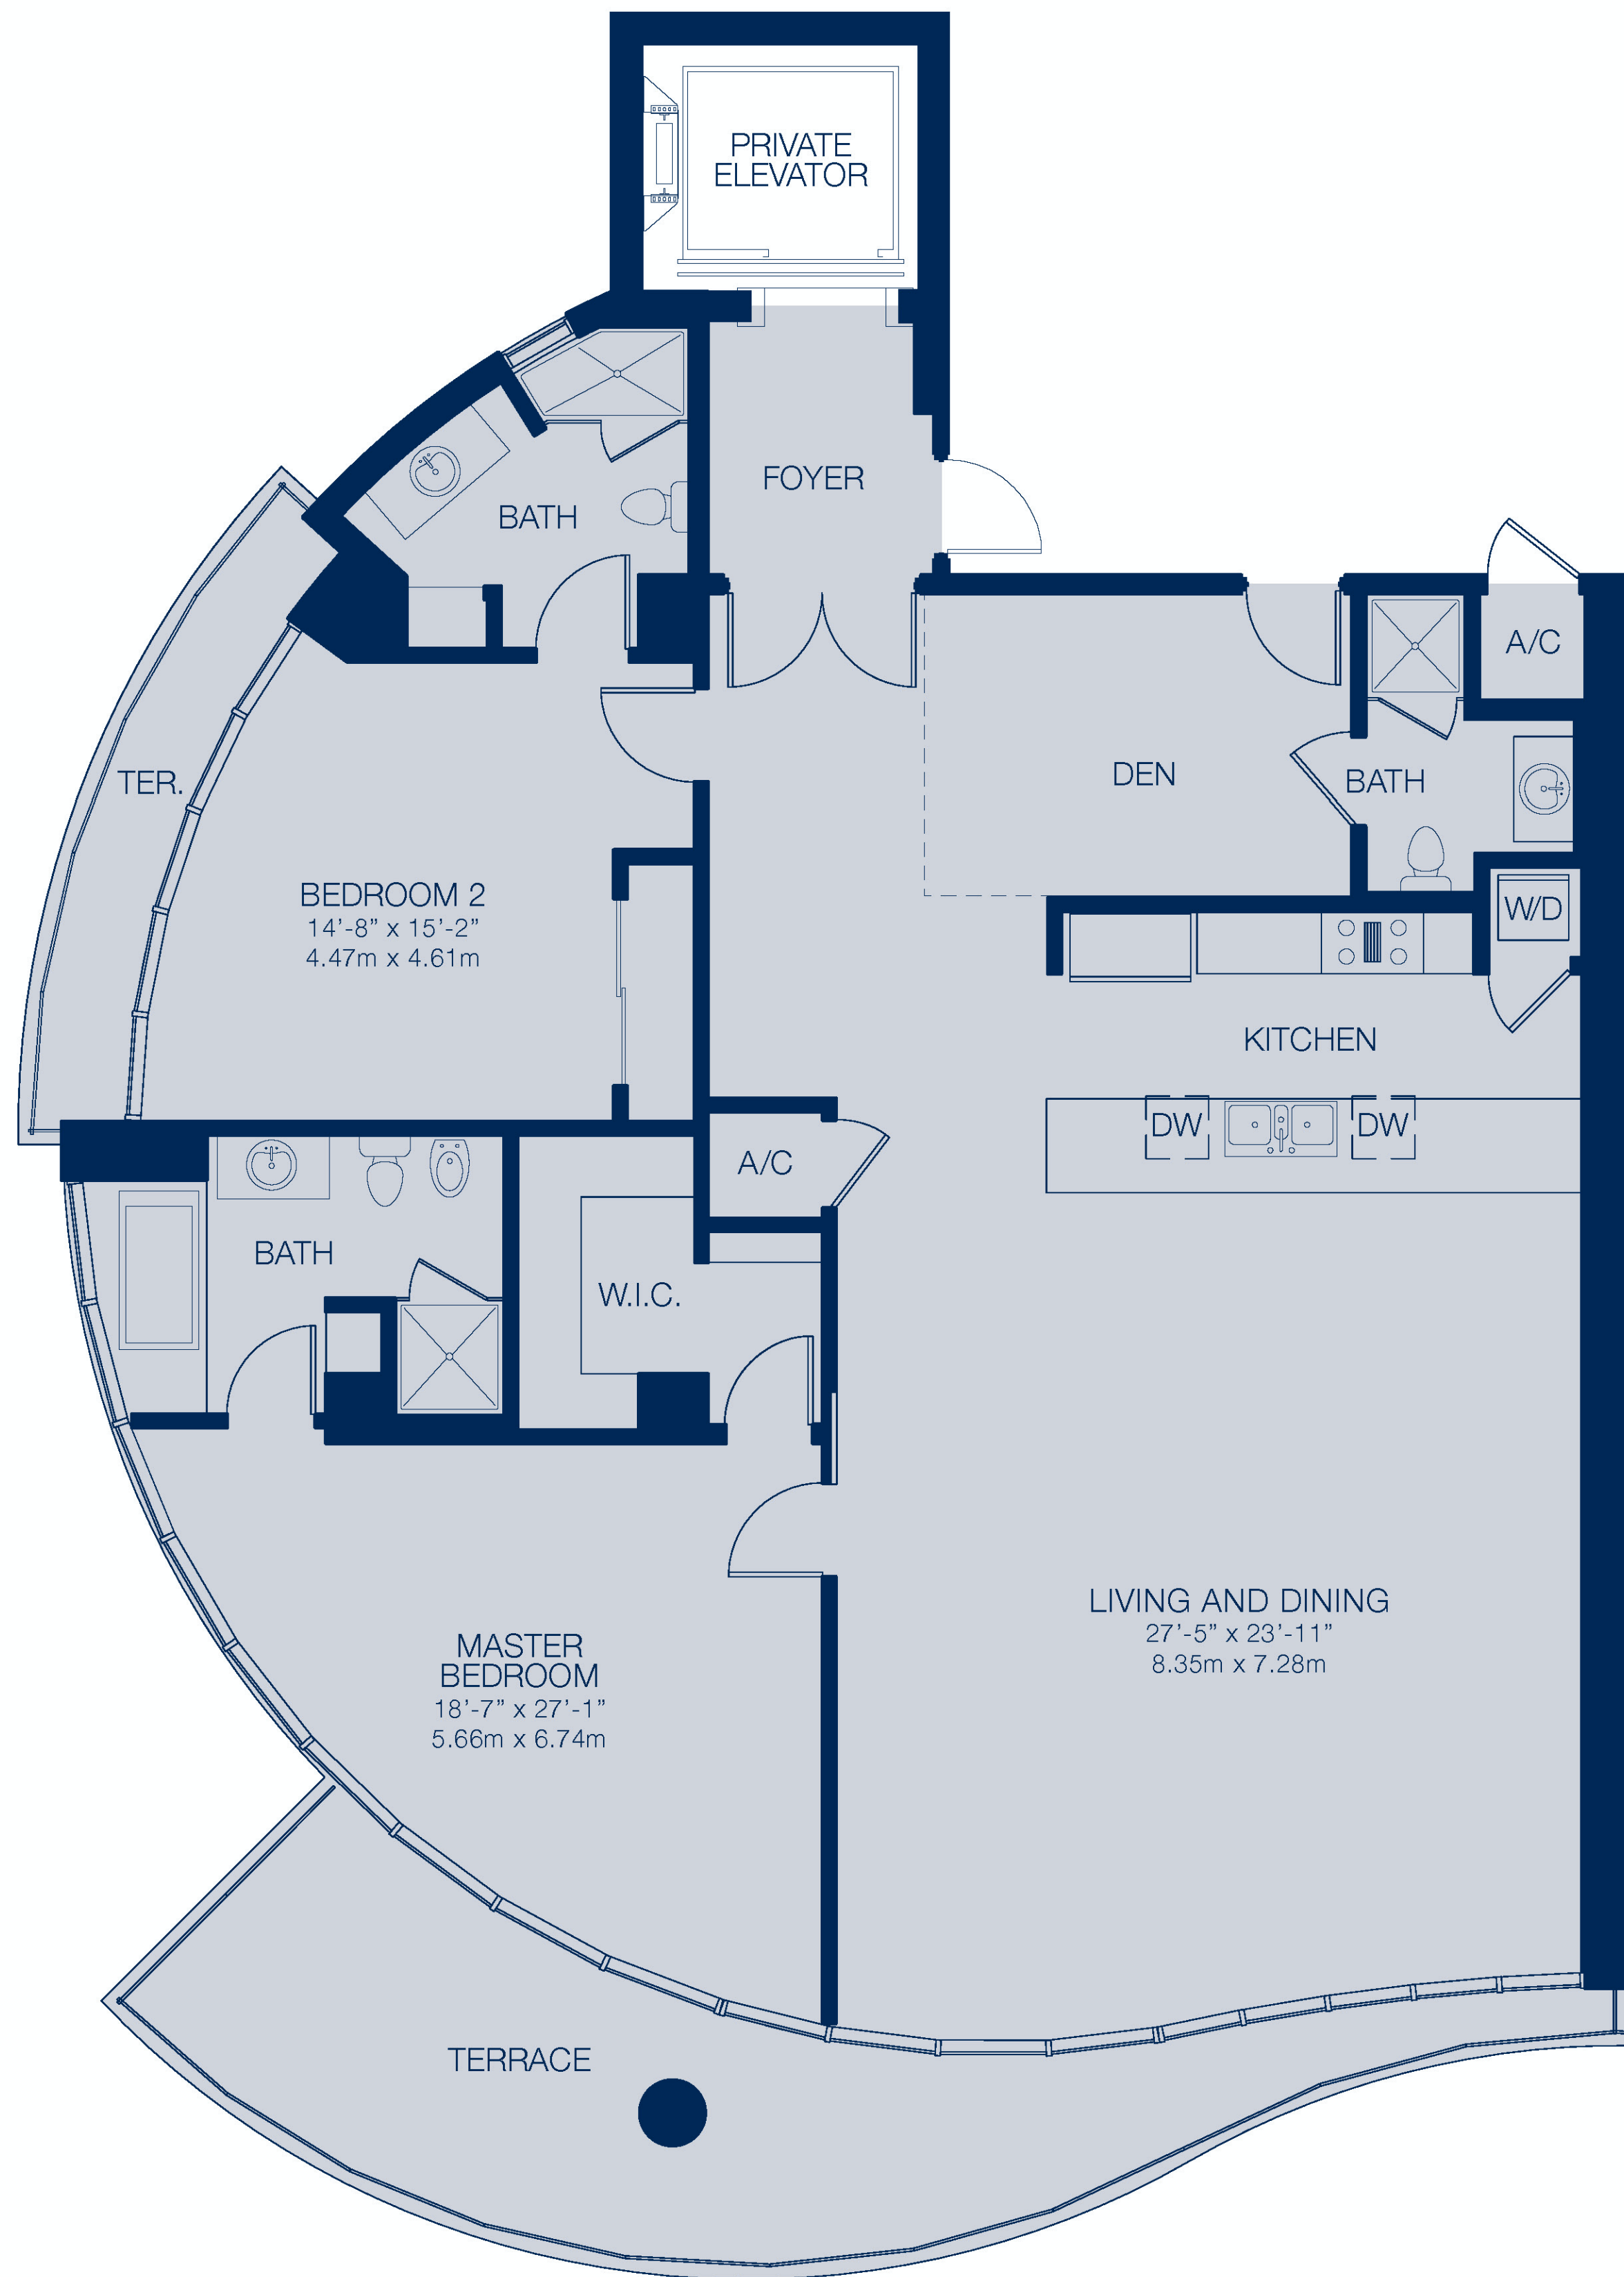 PRIVATE
ELEVATOR
FOYER
BATH
A/C
TER.
DEN
BATH
BEDROOM 2
14’-8” x 15’-2”
4.47m x 4.61m
W/D
KITCHEN
DW
DW
A/C
BATH
W.I.C.
LIVING AND DINING
27’-5” x 23’-11”
8.35m x 7.28m
MASTER
BEDROOM
18’-7” x 27’-1”
5.66m x 6.74m
TERRACE